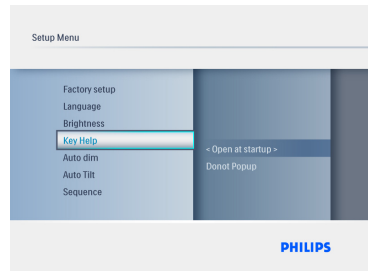 Setup Menu
Factory setup
Language
Brightness
Key Help
Auto dim
Auto Tilt
Sequence
< Open at startup >
Donot Popup
PHILIPS